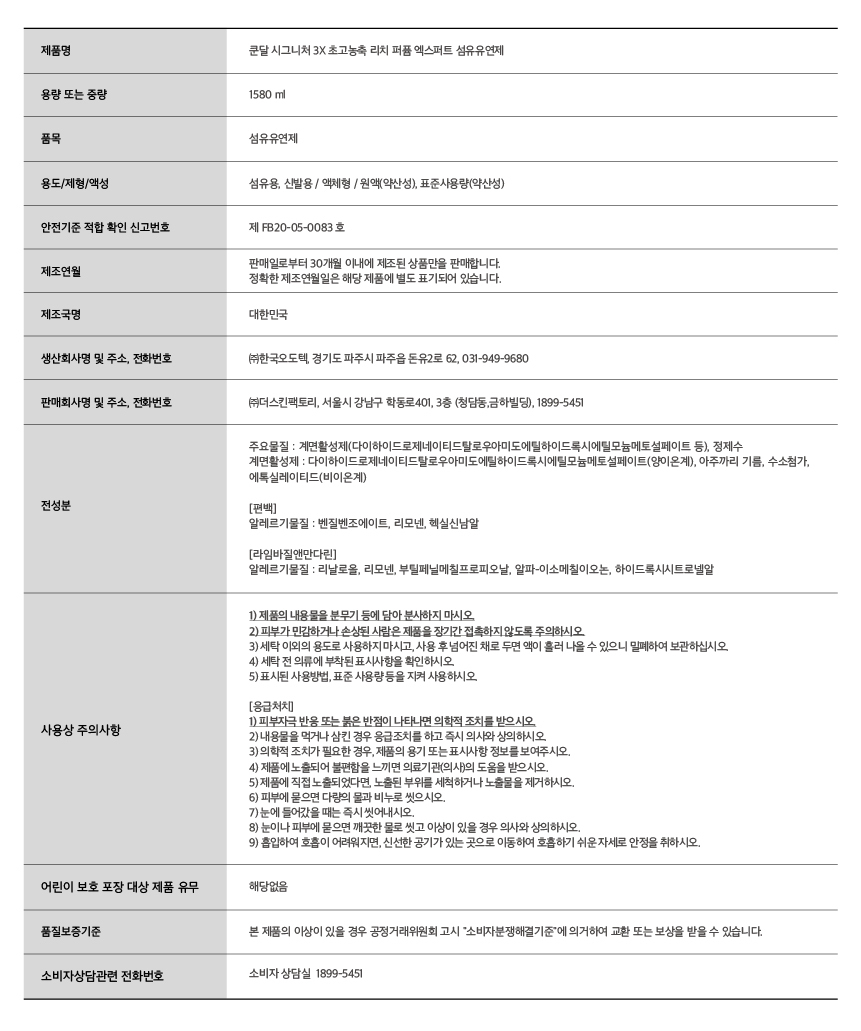 제품명
쿤달 시그니처 3X 초고농축 리치 퍼퓸 엑스퍼트 섬유유연제
용량 또는 중량
1580 ml
품목
섬유유연제
용도/제형/액성
섬유용, 신발용 / 액체형 / 원액(약산성), 표준사용량(약산성)
안전기준 적합 확인 신고번호
제 FB20-05-0083 호
제조연월
판매일로부터 30개월 이내에 제조된 상품만을 판매합니다.
정확한 제조연월일은 해당 제품에 별도 표기되어 있습니다.
제조국명
대한민국
생산회사명 및 주소, 전화번호
㈜한국오도텍, 경기도 파주시 파주읍 돈유2로 62, 031-949-9680
판매회사명 및 주소, 전화번호
㈜더스킨팩토리, 서울시 강남구 학동로401, 3층 (청담동,금하빌딩), 1899-5451
전성분
주요물질 : 계면활성제(다이하이드로제네이티드탈로우아미도에틸하이드록시에틸모늄메토설페이트 등), 정제수
계면활성제 : 다이하이드로제네이티드탈로우아미도에틸하이드록시에틸모늄메토설페이트(양이온계), 아주까리 기름, 수소첨가,
에톡실레이티드(비이온계)
[편백]
알레르기물질 : 벤질벤조에이트, 리모넨, 헥실신남알
[라임바질앤만다린]
알레르기물질 : 리날로올, 리모넨, 부틸페닐메칠프로피오날, 알파-이소메칠이오논, 하이드록시시트로넬알
사용상 주의사항
1) 제품의 내용물을 분무기 등에 담아 분사하지 마시오.
2) 피부가 민감하거나 손상된 사람은 제품을 장기간 접촉하지 않도록 주의하시오.
3) 세탁 이외의 용도로 사용하지 마시고, 사용 후 넘어진 채로 두면 액이 흘러 나올 수 있으니 밀폐하여 보관하십시오.
4) 세탁 전 의류에 부착된 표시사항을 확인하시오.
5) 표시된 사용방법, 표준 사용량 등을 지켜 사용하시오.
[응급처치]
1) 피부자극 반응 또는 붉은 반점이 나타나면 의학적 조치를 받으시오.
2) 내용물을 먹거나 삼킨 경우 응급조치를 하고 즉시 의사와 상의하시오.
3) 의학적 조치가 필요한 경우, 제품의 용기 또는 표시사항 정보를 보여주시오.
4) 제품에 노출되어 불편함을 느끼면 의료기관(의사)의 도움을 받으시오.
5) 제품에 직접 노출되었다면, 노출된 부위를 세척하거나 노출물을 제거하시오.
6) 피부에 묻으면 다량의 물과 비누로 씻으시오.
7) 눈에 들어갔을 때는 즉시 씻어내시오.
8) 눈이나 피부에 묻으면 깨끗한 물로 씻고 이상이 있을 경우 의사와 상의하시오.
9) 흡입하여 호흡이 어려워지면, 신선한 공기가 있는 곳으로 이동하여 호흡하기 쉬운 자세로 안정을 취하시오.
어린이 보호 포장 대상 제품 유무
해당없음
품질보증기준
본 제품의 이상이 있을 경우 공정거래위원회 고시 "소비자분쟁해결기준"에 의거하여 교환 또는 보상을 받을 수 있습니다.
소비자상담관련 전화번호
소비자 상담실 1899-5451